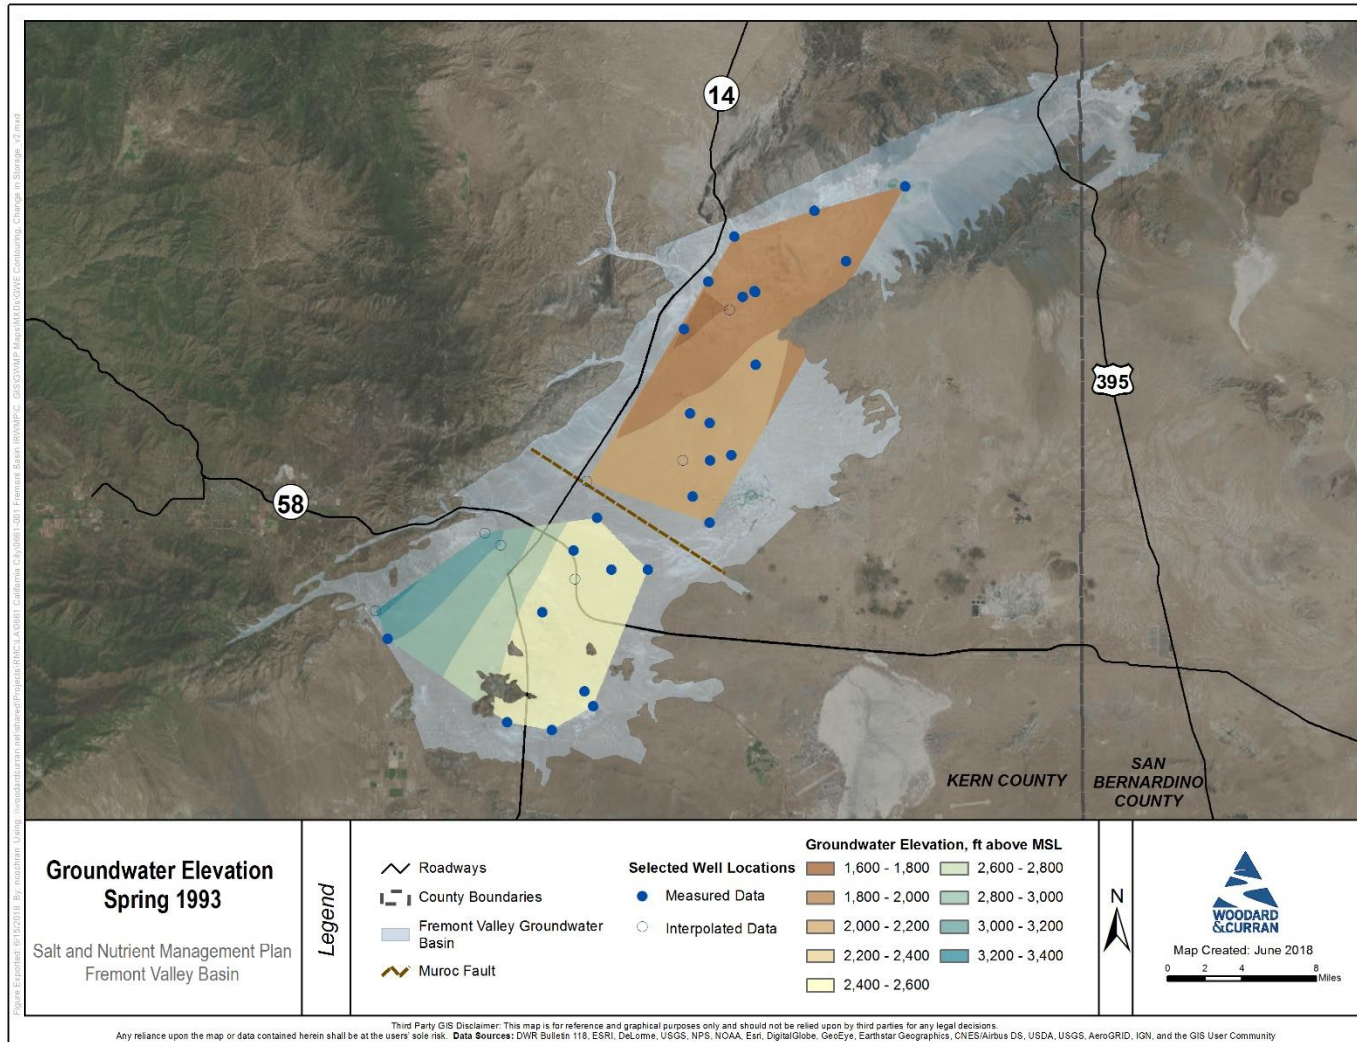 14
58
395
KERN COUNTY
SAN
BERNARDINO
COUNTY
Groundwater Elevation
Spring 1993
Salt and Nutrient Management Plan
Fremont Valley Basin
Legend
Roadways
County Boundaries
Fremont Valley Groundwater
Basin
Muroc Fault
Selected Well Locations
Measured Data
Interpolated Data
Groundwater Elevation, ft above MSL
1,600 - 1,800
1,800 - 2,000
2,000 - 2,200
2,200 - 2,400
2,400 - 2,600
2,600 - 2,800
2,800 - 3,000
3,000 - 3,200
3,200 - 3,400
N
WOODARD
&CURRAN
Map Created: June 2018
0 2 4 8
Miles
Third Party GIS Disclaimer: This map is for reference and graphical purposes only and should not be relied upon by third parties for any legal decisions.
Any reliance upon the map or data contained herein shall be at the users' sole risk. Data Sources: DWR Bulletin 118, ESRI, DeLorme, USGS, NPS, NOAA, Esri, DigitalGlobe, GeoEye, Earthstar Geographics, CNES/Airbus DS, USDA, USGS, AeroGRID, IGN, and the GIS User Community